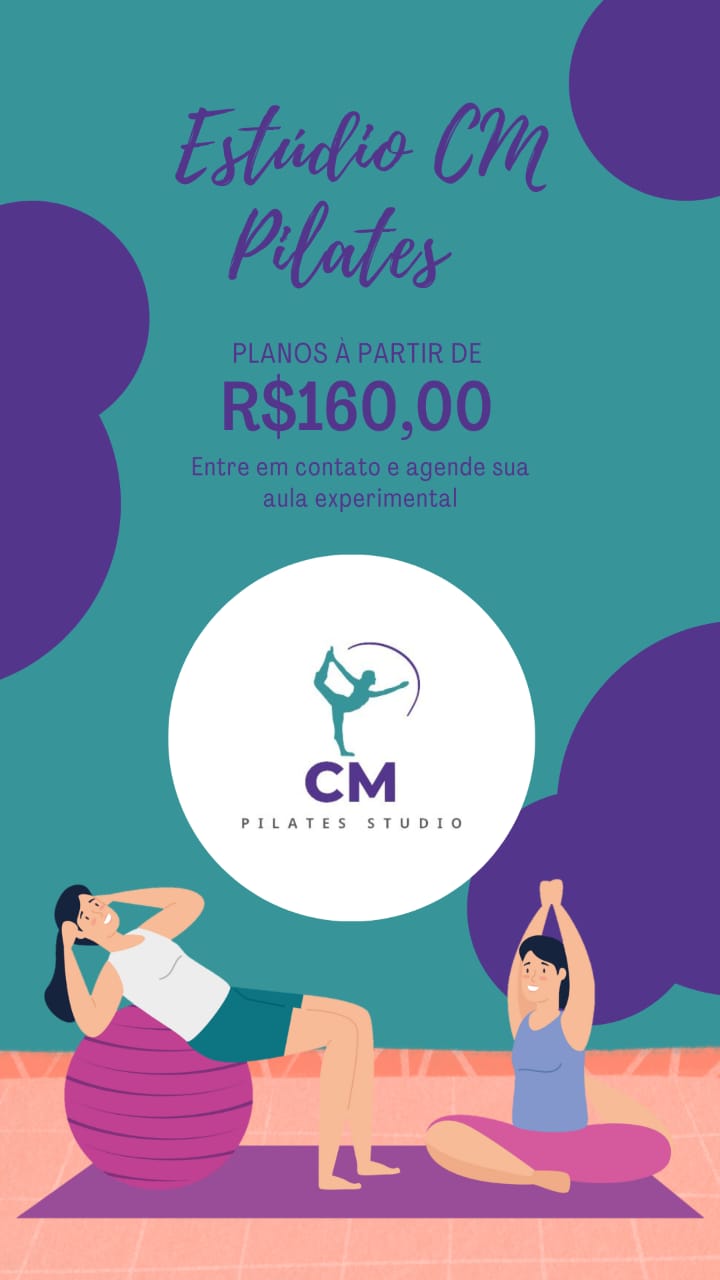 Estúdio CM
Pilates
PLANOS À PARTIR DE
R$160,00
Entre em contato e agende sua
aula experimental
CM
PILATES STUDIO